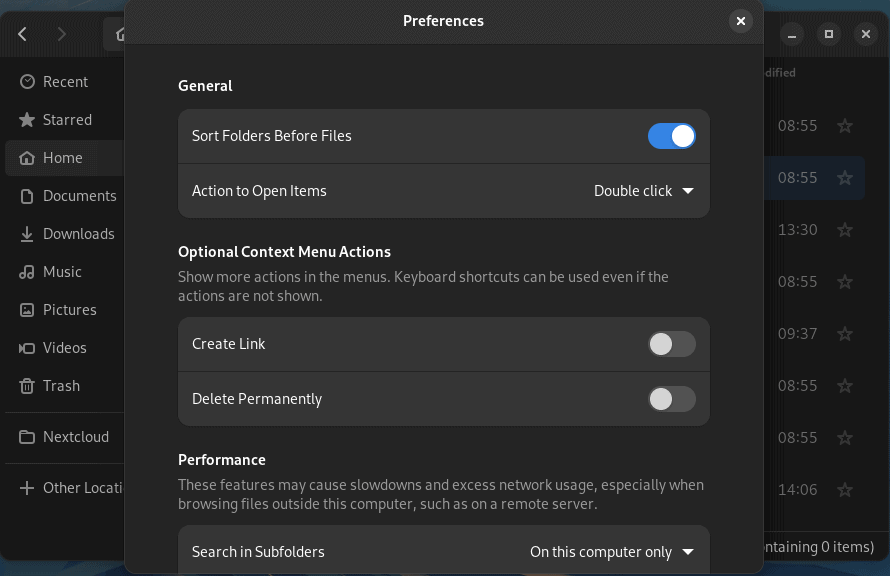 Preferences
Recent
Starred
Home
Documents
Downloads
Music
Pictures
Videos
Trash
Nextcloud
Other
General
Sort Folders Before Files
Action to Open Items Double click
Optional Context Menu Actions
Show more actions in the menus. Keyboard shortcuts can be used even if the
actions are not shown.
Create Link
Delete Permanently
Performance
These features may cause slowdowns and excess network usage, especially when
browsing files outside this computer, such as on a remote server.
Search in Subfolders On this computer only
08:55
08:55
13:30
08:55
09:37
08:55
08:55
14:06
0 items)